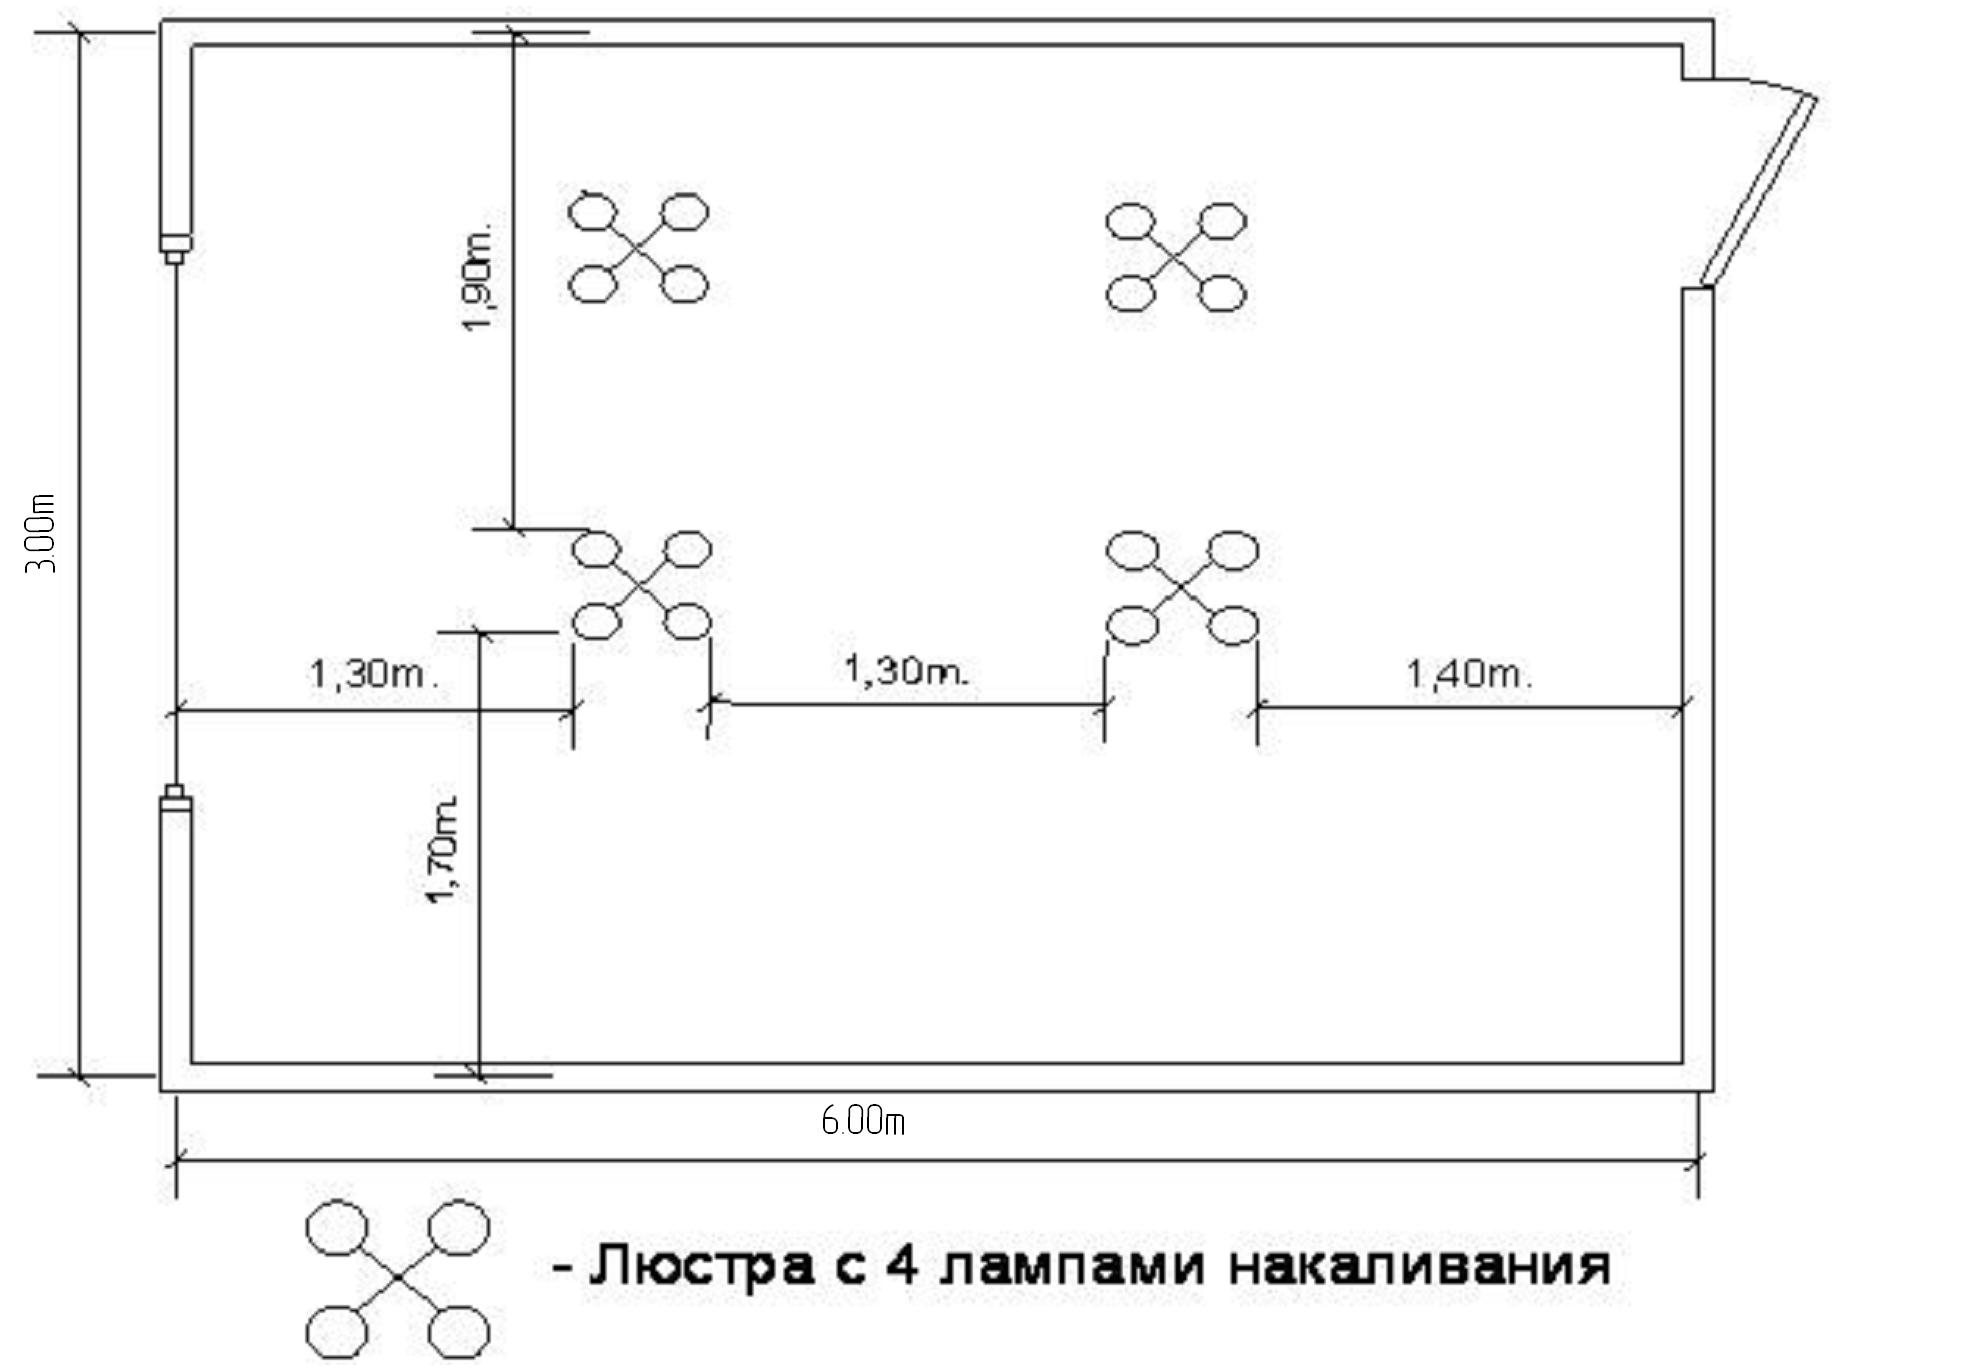 1,90m.
3.00m
1,30m.
1,30m.
1,40m.
1,70m.
6.00m
- Люстра с 4 лампами накаливания